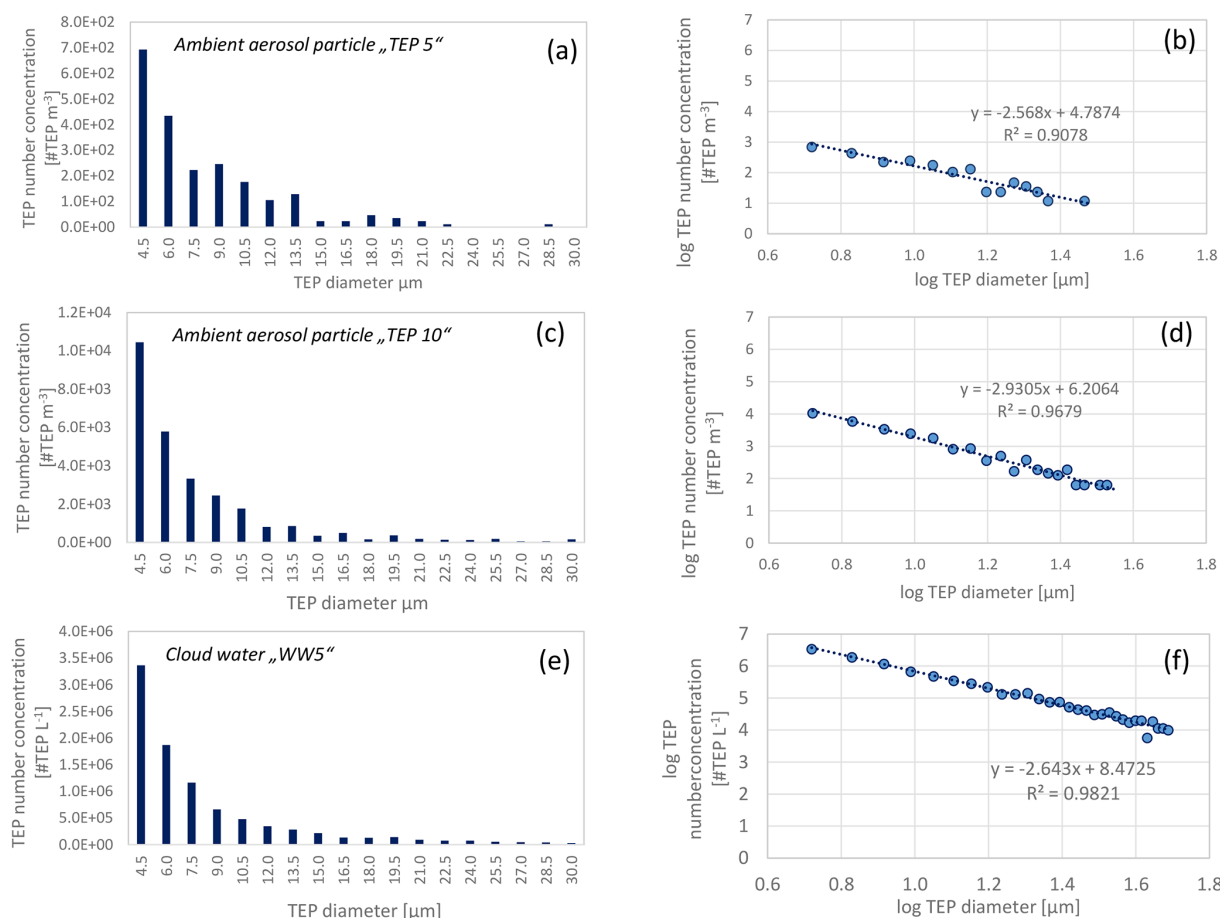 Ambient aerosol particle „TEP 5“
(a)
TEP number concentration
[#TEP m-3]
8.0E+02
7.0E+02
6.0E+02
5.0E+02
4.0E+02
3.0E+02
2.0E+02
1.0E+02
0.0E+00
4.5
6.0
7.5
9.0
10.5
12.0
13.5
15.0
16.5
18.0
19.5
21.0
22.5
24.0
25.5
27.0
28.5
30.0
TEP diameter µm
(b)
log TEP number concentration
[#TEP m-3]
7
6
5
4
3
2
1
0
y = -2.568x + 4.7874
R² = 0.9078
0.6
0.8
1.0
1.2
1.4
1.6
1.8
log TEP diameter [µm]
Ambient aerosol particle „TEP 10“
(c)
TEP number concentration
[#TEP m-3]
1.2E+04
1.0E+04
8.0E+03
6.0E+03
4.0E+03
2.0E+03
0.0E+00
4.5
6.0
7.5
9.0
10.5
12.0
13.5
15.0
16.5
18.0
19.5
21.0
22.5
24.0
25.5
27.0
28.5
30.0
TEP diameter µm
(d)
log TEP number concentration
[#TEP m-3]
7
6
5
4
3
2
1
0
y = -2.9305x + 6.2064
R² = 0.9679
0.6
0.8
1.0
1.2
1.4
1.6
1.8
log TEP diameter [µm]
Cloud water „WW5“
(e)
TEP number concentration
[#TEP L-1]
4.0E+06
3.5E+06
3.0E+06
2.5E+06
2.0E+06
1.5E+06
1.0E+06
5.0E+05
0.0E+00
4.5
6.0
7.5
9.0
10.5
12.0
13.5
15.0
16.5
18.0
19.5
21.0
22.5
24.0
25.5
27.0
28.5
30.0
TEP diameter [µm]
(f)
log TEP
numberconcentration
[#TEP L-1]
7
6
5
4
3
2
1
0
y = -2.643x + 8.4725
R² = 0.9821
0.6
0.8
1.0
1.2
1.4
1.6
1.8
log TEP diameter [µm]